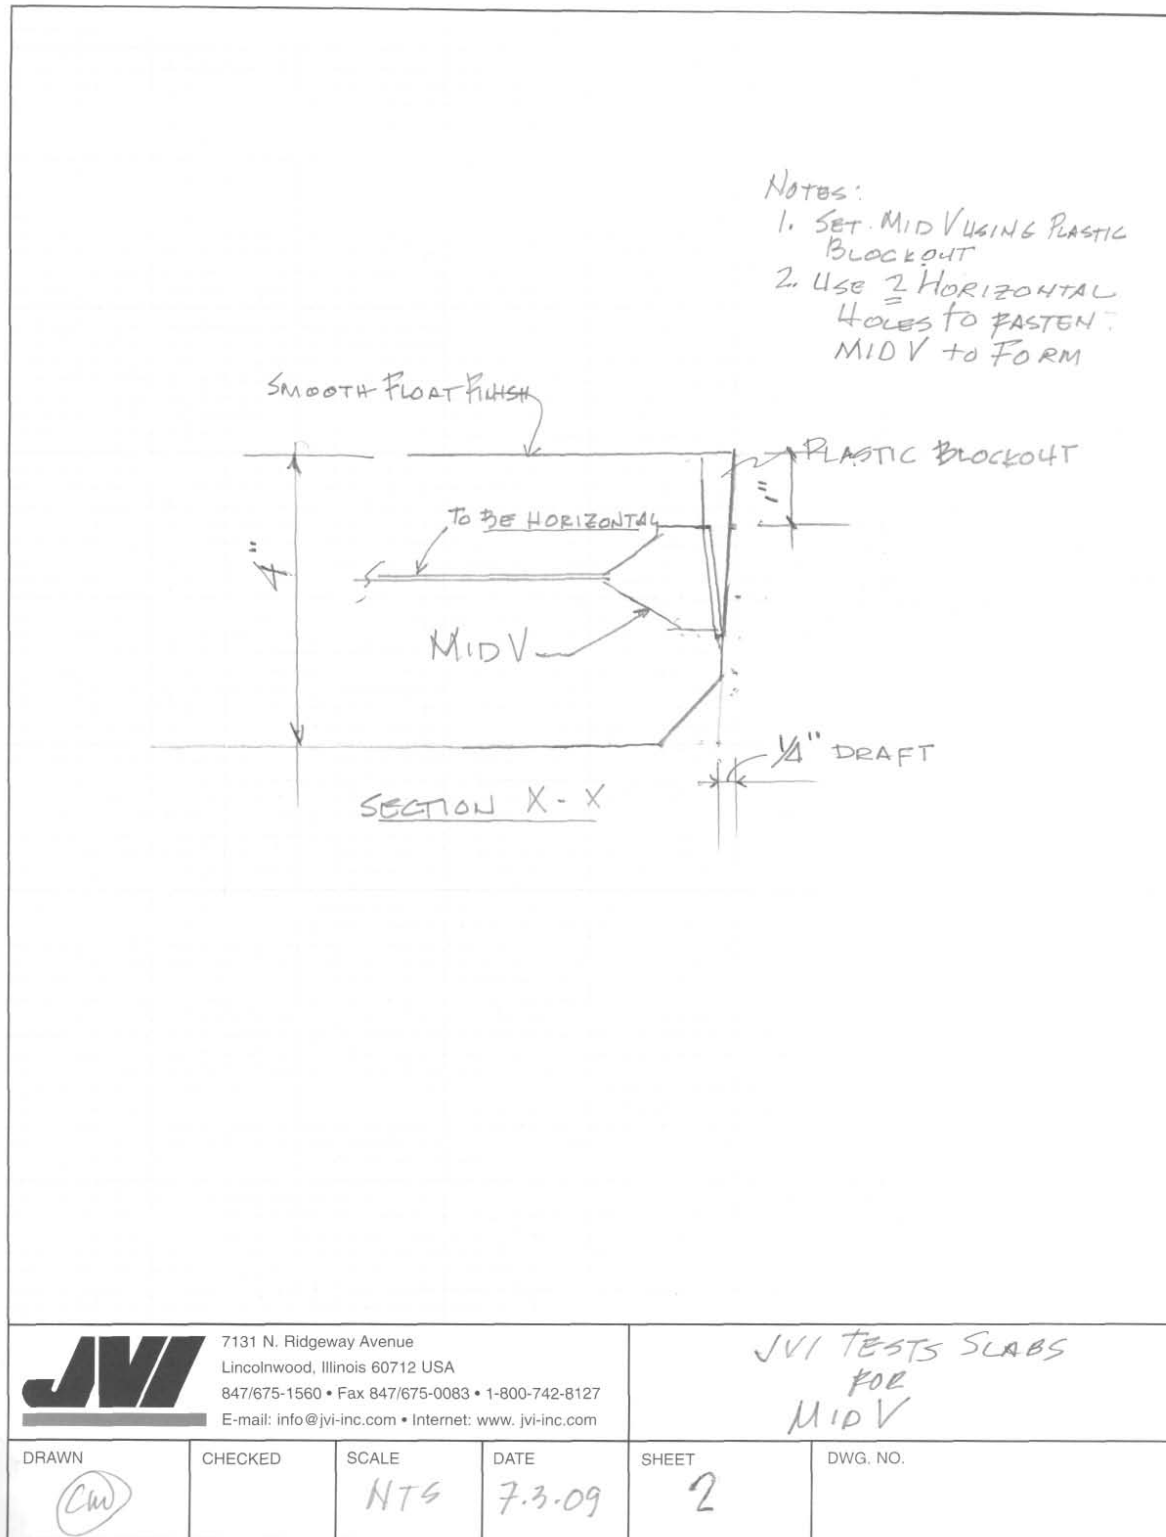 NOTES:
1. SET MID V USING PLASTIC
BLOCKOUT
2. USE 2 HORIZONTAL
HOLES TO FASTEN
MID V TO FORM
SMOOTH FLOAT FINISH
PLASTIC BLOCKOUT
1"
TO BE HORIZONTAL
4"
MID V
1/4" DRAFT
SECTION X-X
JVI
7131 N. Ridgeway Avenue
Lincolnwood, Illinois 60712 USA
847/675-1560 • Fax 847/675-0083 • 1-800-742-8127
E-mail: info@jvi-inc.com • Internet: www. jvi-inc.com
JVI TESTS SLABS
FOR
MID V
DRAWN
CW
CHECKED
SCALE
NTS
DATE
7.3.09
SHEET
2
DWG. NO.